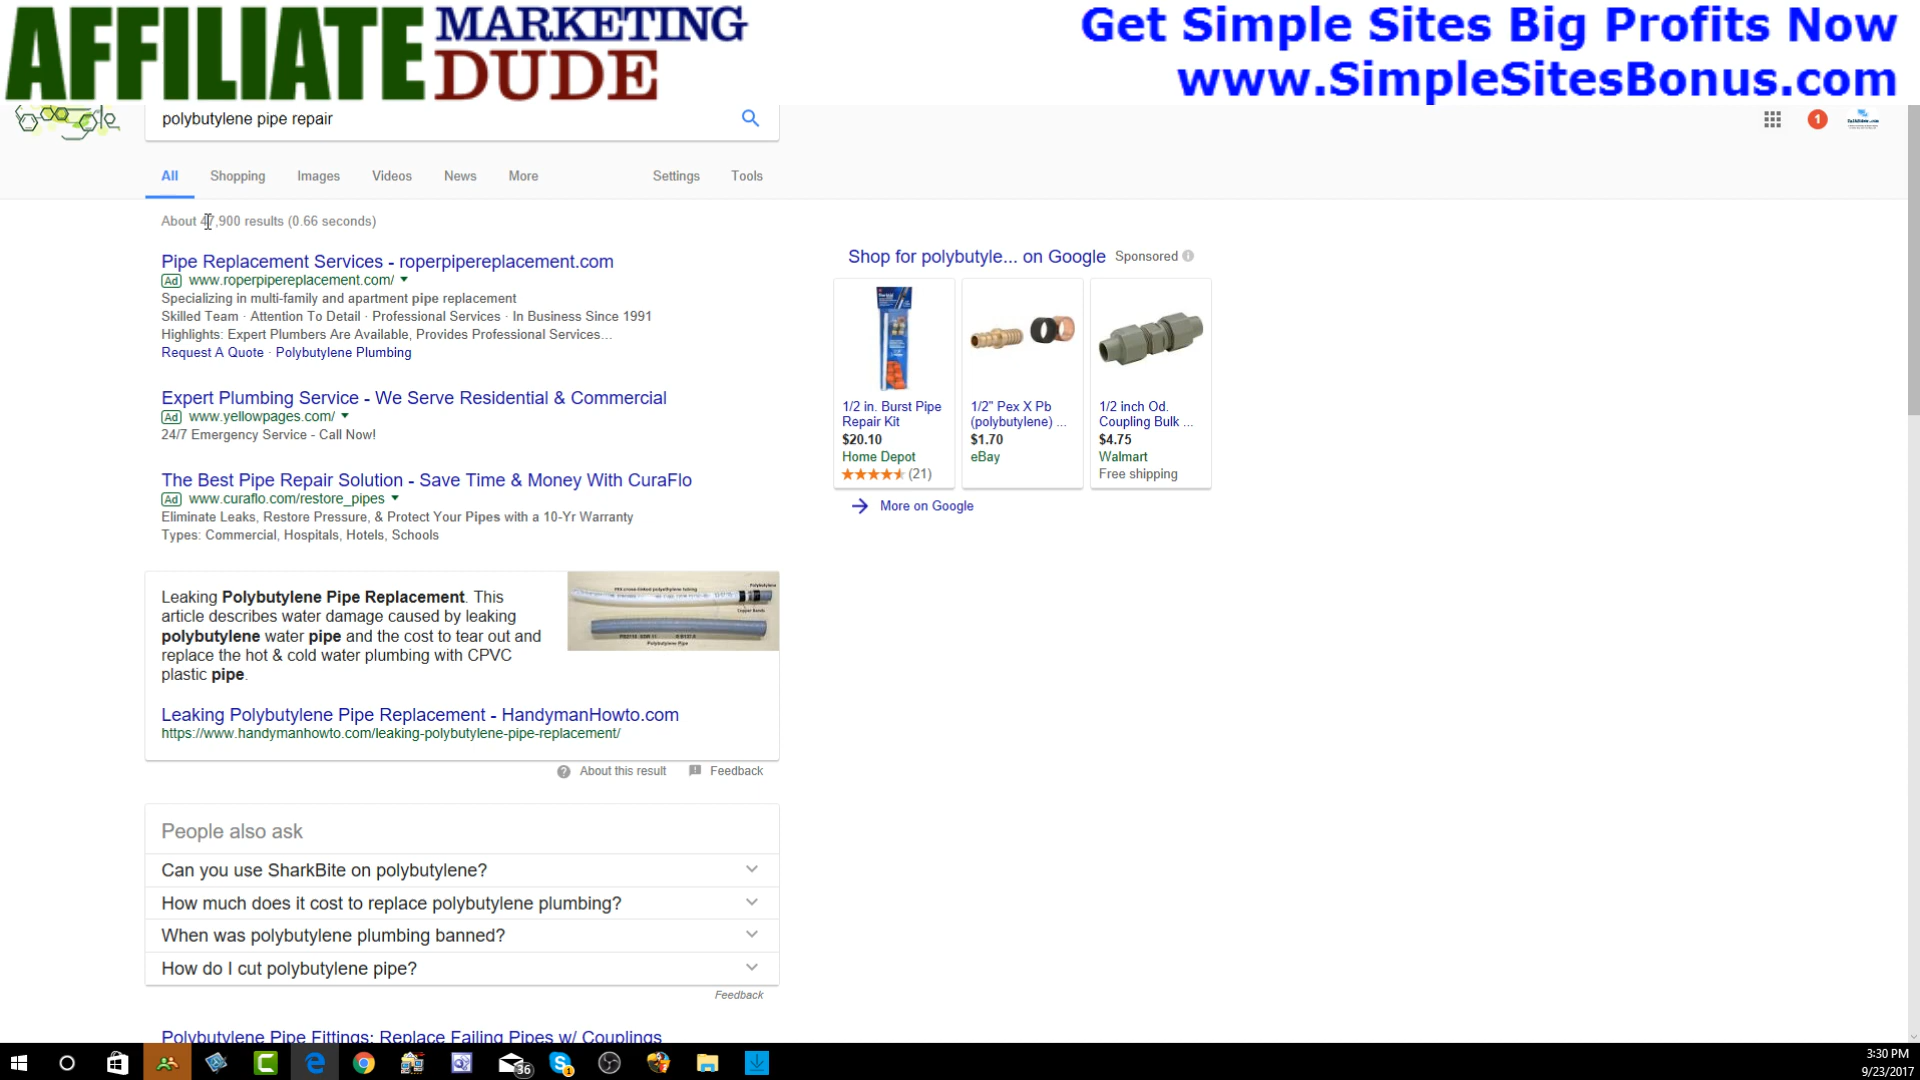 AFFILIATE MARKETING DUDE
Get Simple Sites Big Profits Now
www.SimpleSitesBonus.com
polybutylene pipe repair
1
All Shopping Images Videos News More Settings Tools
About 47,900 results (0.66 seconds)
Pipe Replacement Services - roperpipereplacement.com
Ad www.roperpipereplacement.com/
Specializing in multi-family and apartment pipe replacement
Skilled Team · Attention To Detail · Professional Services · In Business Since 1991
Highlights: Expert Plumbers Are Available, Provides Professional Services...
Request A Quote · Polybutylene Plumbing
Expert Plumbing Service - We Serve Residential & Commercial
Ad www.yellowpages.com/
24/7 Emergency Service - Call Now!
The Best Pipe Repair Solution - Save Time & Money With CuraFlo
Ad www.curaflo.com/restore_pipes
Eliminate Leaks, Restore Pressure, & Protect Your Pipes with a 10-Yr Warranty
Types: Commercial, Hospitals, Hotels, Schools
Shop for polybutyle... on Google Sponsored
1/2 in. Burst Pipe
Repair Kit
$20.10
Home Depot
(21)
1/2" Pex X Pb
(polybutylene) ...
$1.70
eBay
1/2 inch Od.
Coupling Bulk ...
$4.75
Walmart
Free shipping
More on Google
Leaking Polybutylene Pipe Replacement. This
article describes water damage caused by leaking
polybutylene water pipe and the cost to tear out and
replace the hot & cold water plumbing with CPVC
plastic pipe.
Polybutylene
Copper Bands
Polybutylene Pipe
Leaking Polybutylene Pipe Replacement - HandymanHowto.com
https://www.handymanhowto.com/leaking-polybutylene-pipe-replacement/
About this result Feedback
People also ask
Can you use SharkBite on polybutylene?
How much does it cost to replace polybutylene plumbing?
When was polybutylene plumbing banned?
How do I cut polybutylene pipe?
Feedback
Polybutylene Pipe Fittings: Replace Failing Pipes w/ Couplings
36
1
3:30 PM
9/23/2017